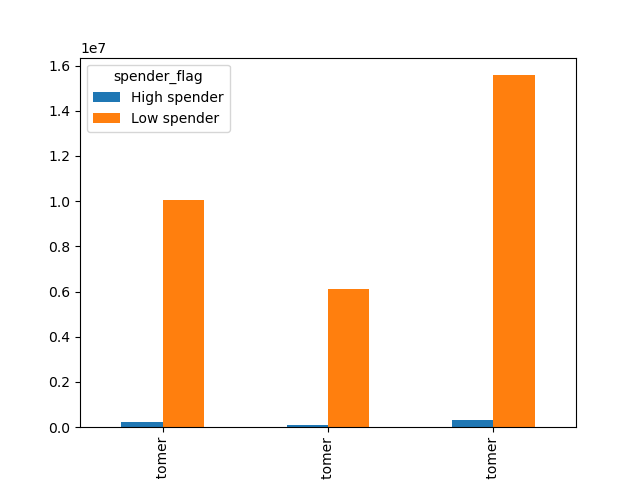 1e7
1.6
1.4
1.2
1.0
0.8
0.6
0.4
0.2
0.0
spender_flag
High spender
Low spender
tomer
tomer
tomer